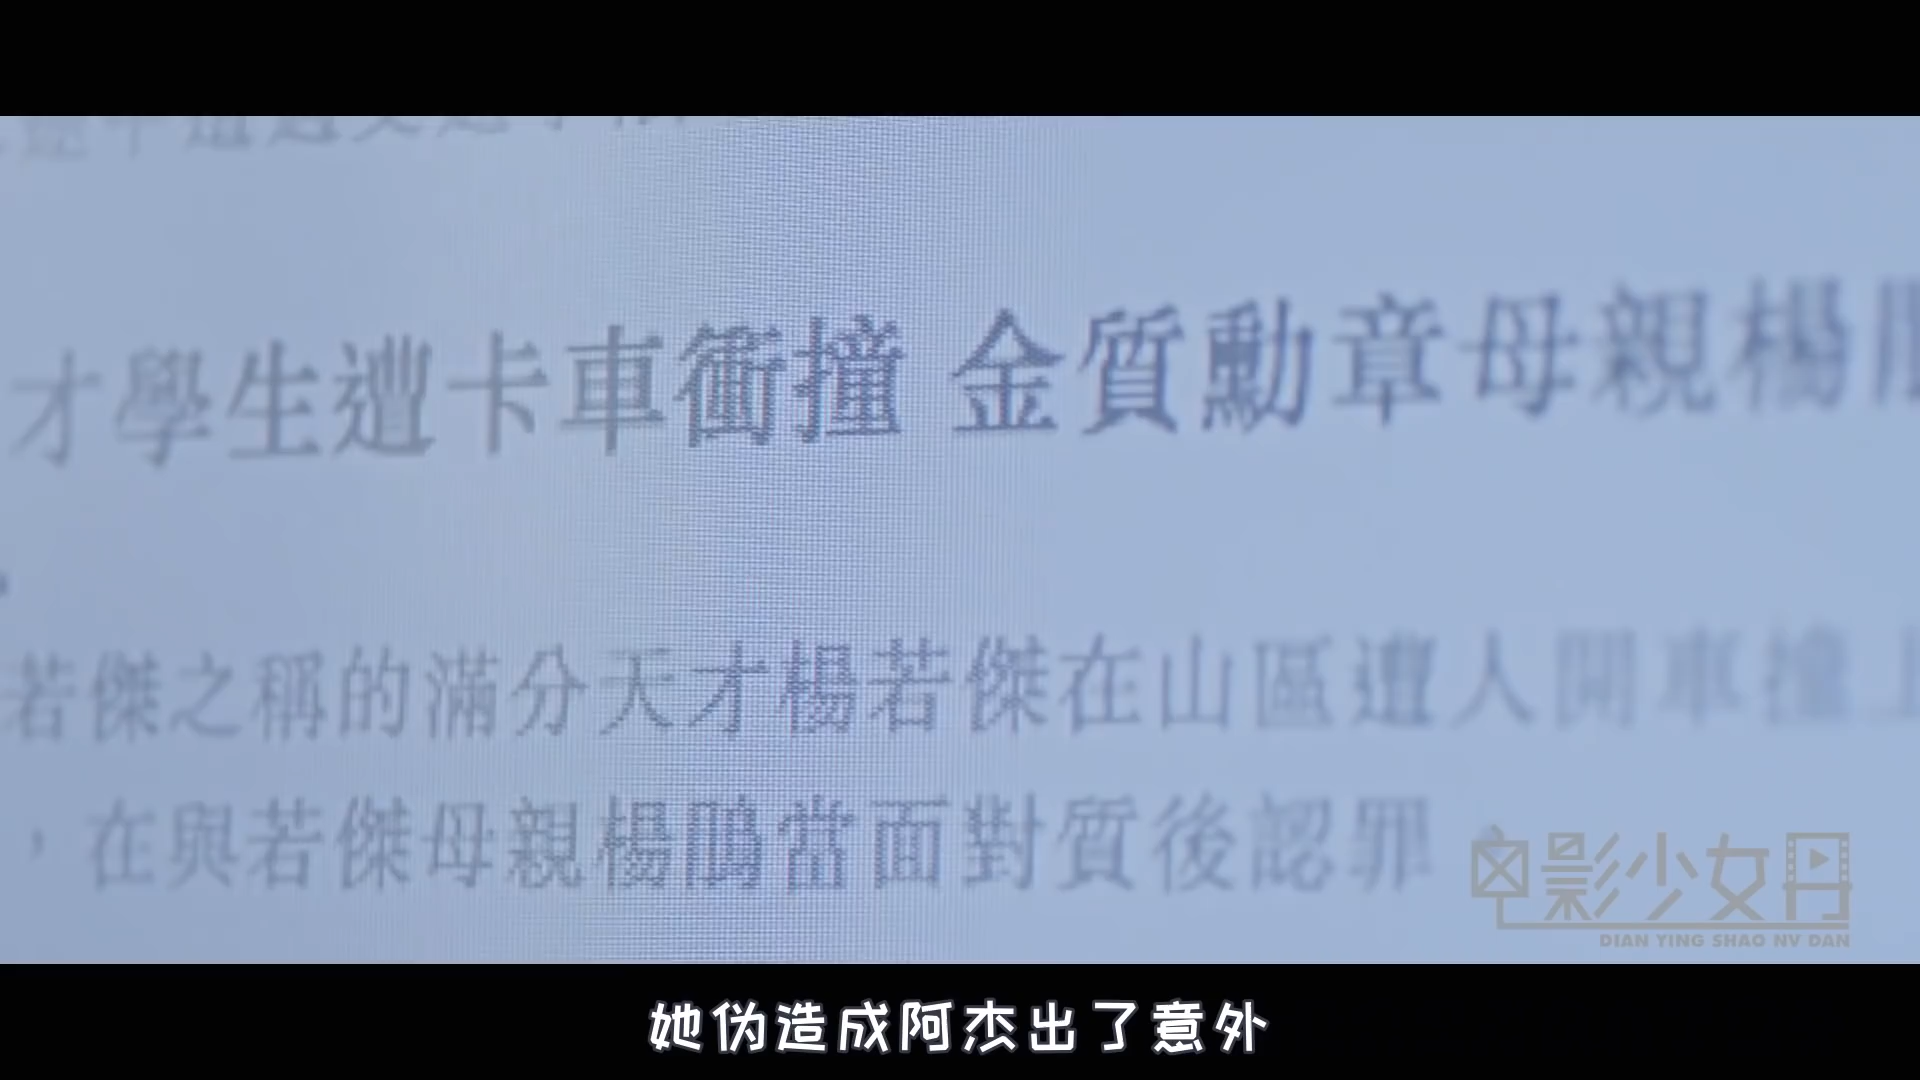 才學生遭卡車衝撞 金質勳章母親楊
若傑之稱的滿分天才楊若傑在山區遭人開車撞上
，在與若傑母親楊鵑當面對質後認罪。
电影少女丹
DIAN YING SHAO NV DAN
她伪造成阿杰出了意外